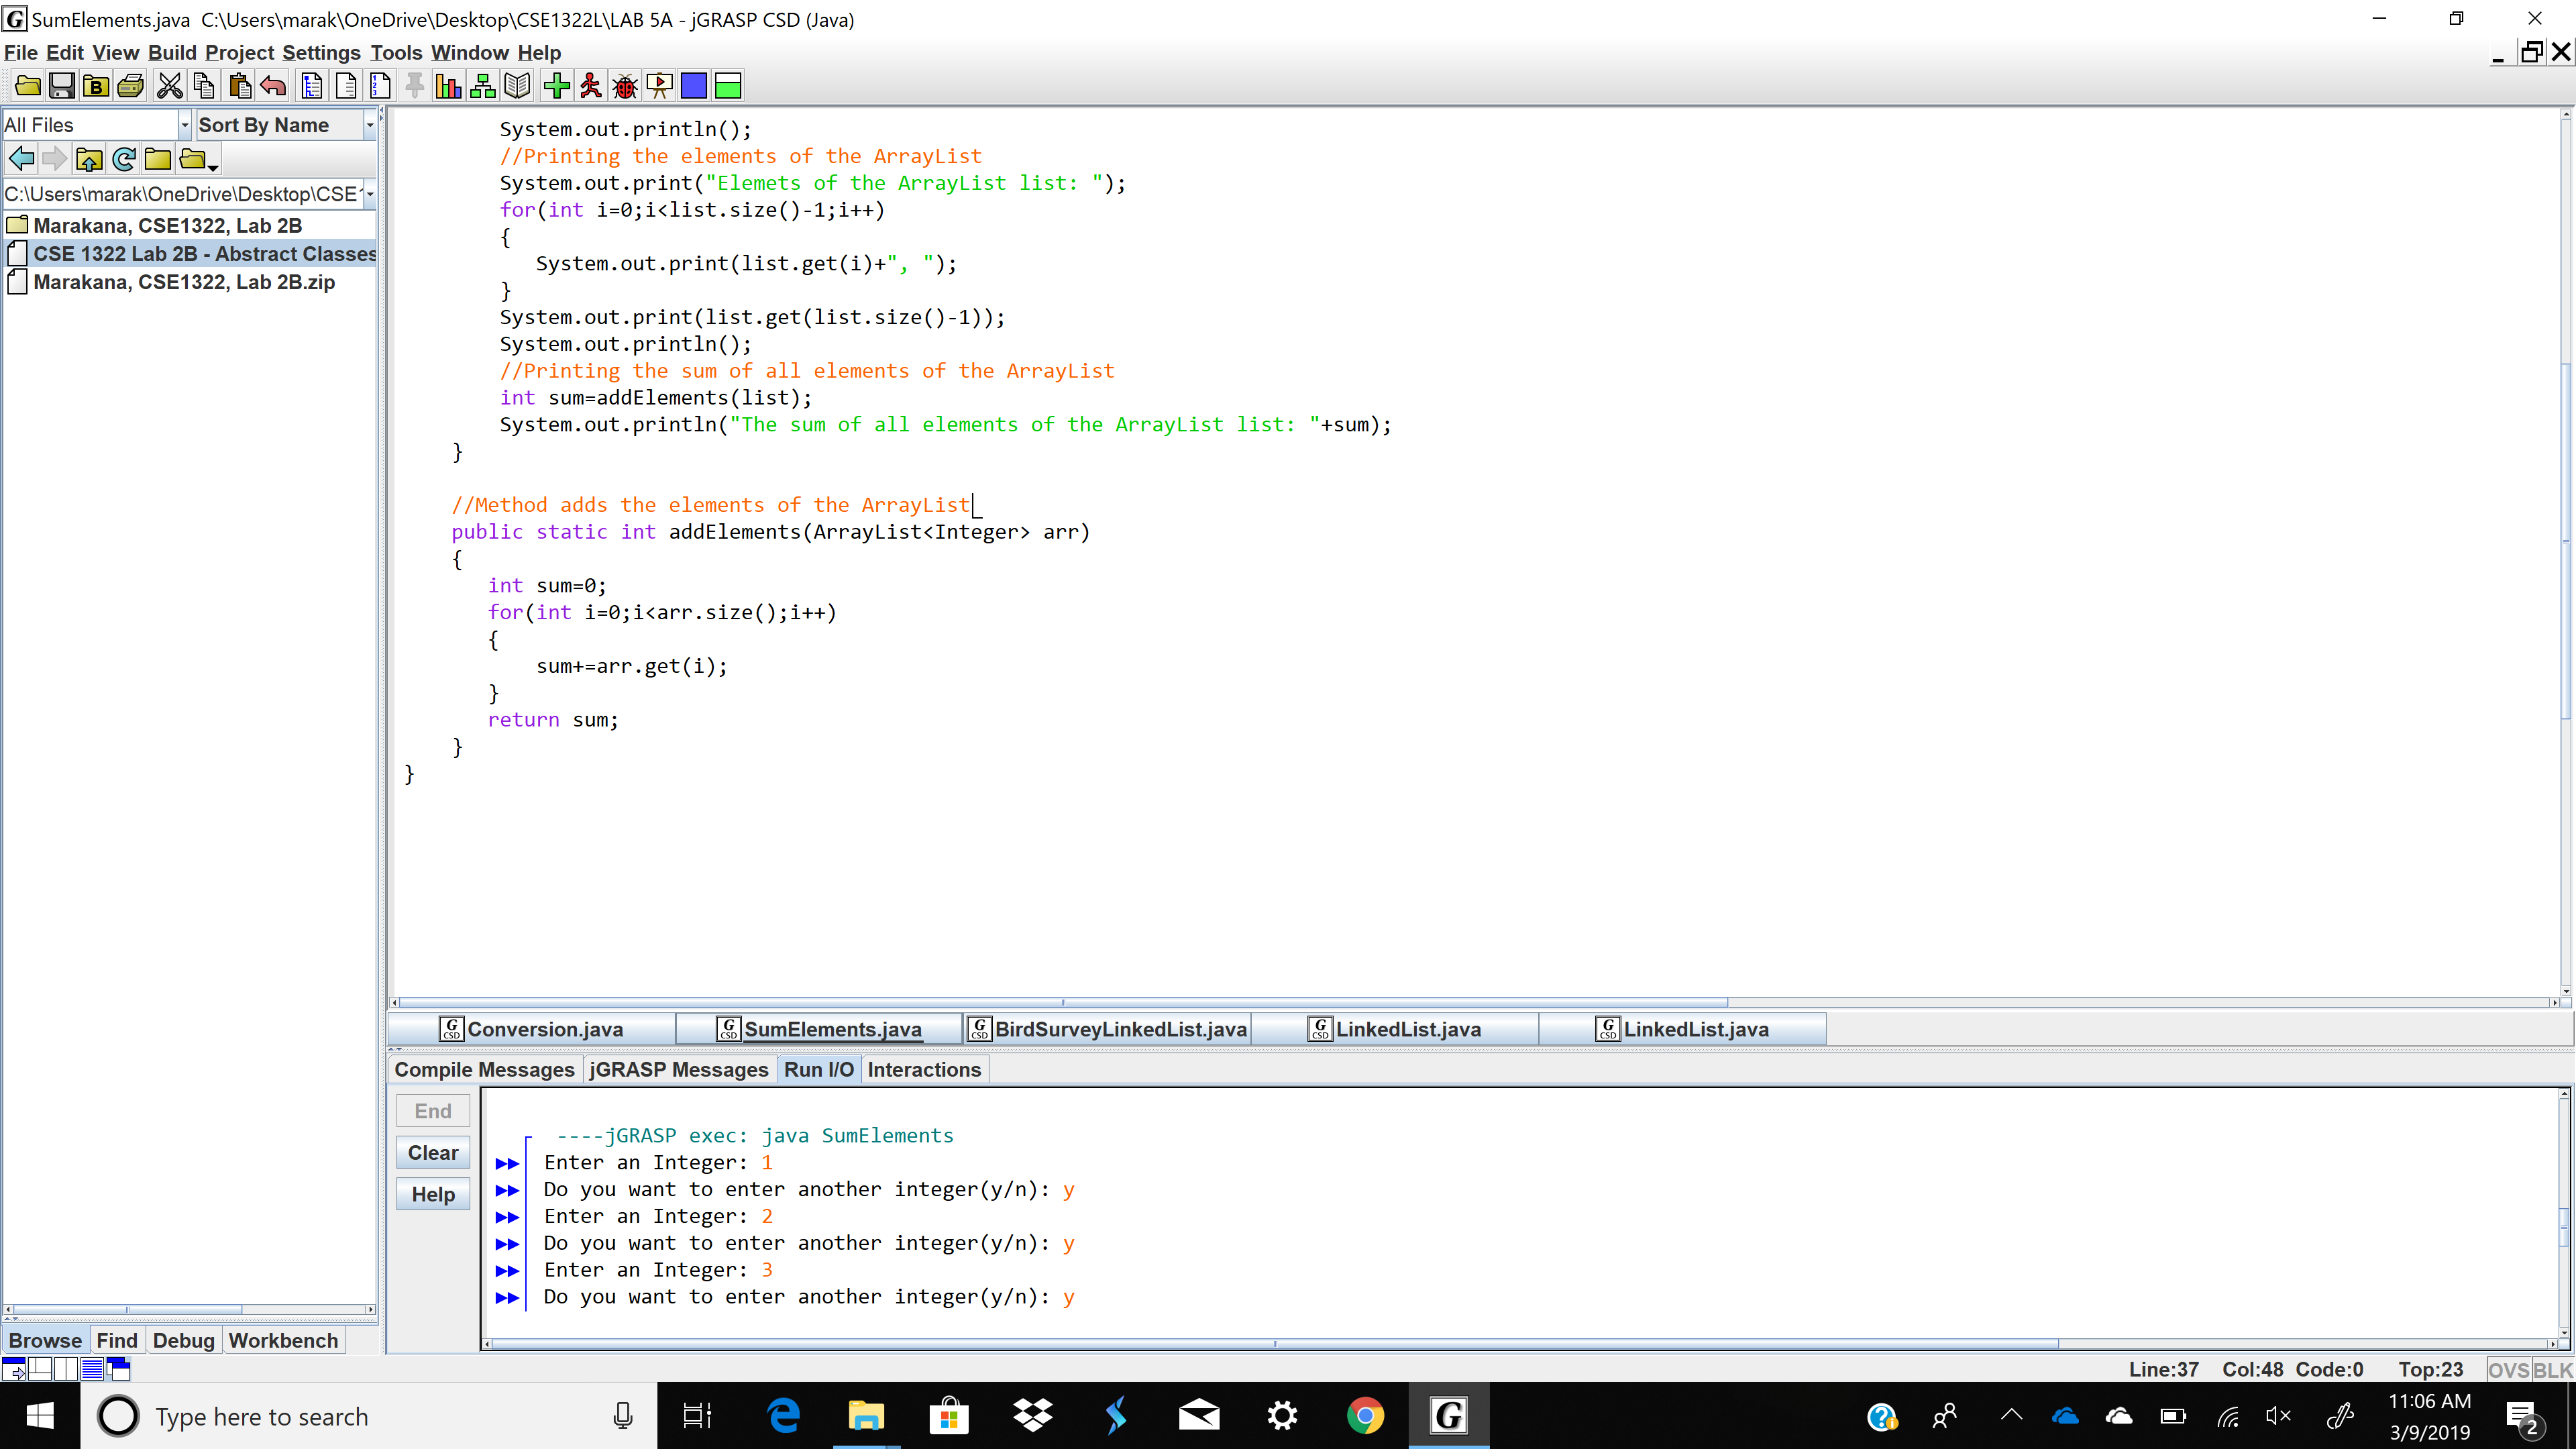 SumElements.java  C:\Users\marak\OneDrive\Desktop\CSE1322L\LAB 5A - jGRASP CSD (Java)
File Edit View Build Project Settings Tools Window Help
All Files
Sort By Name
C:\Users\marak\OneDrive\Desktop\CSE1
Marakana, CSE1322, Lab 2B
CSE 1322 Lab 2B - Abstract Classes
Marakana, CSE1322, Lab 2B.zip
System.out.println();
//Printing the elements of the ArrayList
System.out.print("Elemets of the ArrayList list: ");
for(int i=0;i<list.size()-1;i++)
{
System.out.print(list.get(i)+", ");
}
System.out.print(list.get(list.size()-1));
System.out.println();
//Printing the sum of all elements of the ArrayList
int sum=addElements(list);
System.out.println("The sum of all elements of the ArrayList list: "+sum);
}
//Method adds the elements of the ArrayList
public static int addElements(ArrayList<Integer> arr)
{
int sum=0;
for(int i=0;i<arr.size();i++)
{
sum+=arr.get(i);
}
return sum;
}
}
Conversion.java
SumElements.java
BirdSurveyLinkedList.java
LinkedList.java
LinkedList.java
Compile Messages
jGRASP Messages
Run I/O
Interactions
End
Clear
Help
----jGRASP exec: java SumElements
Enter an Integer: 1
Do you want to enter another integer(y/n): y
Enter an Integer: 2
Do you want to enter another integer(y/n): y
Enter an Integer: 3
Do you want to enter another integer(y/n): y
Browse
Find
Debug
Workbench
Line:37 Col:48 Code:0 Top:23 OVS BLK
Type here to search
11:06 AM
3/9/2019
2